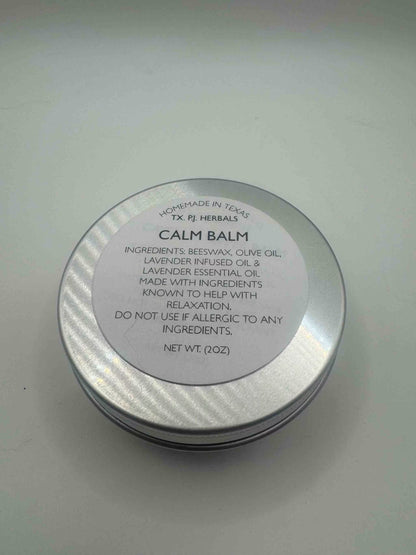 HOMEMADE IN TEXAS
TX. PJ. HERBALS
CALM BALM
INGREDIENTS: BEESWAX, OLIVE OIL,
LAVENDER INFUSED OIL &
LAVENDER ESSENTIAL OIL
MADE WITH INGREDIENTS
KNOWN TO HELP WITH
RELAXATION.
DO NOT USE IF ALLERGIC TO ANY
INGREDIENTS.
NET WT. (2OZ)